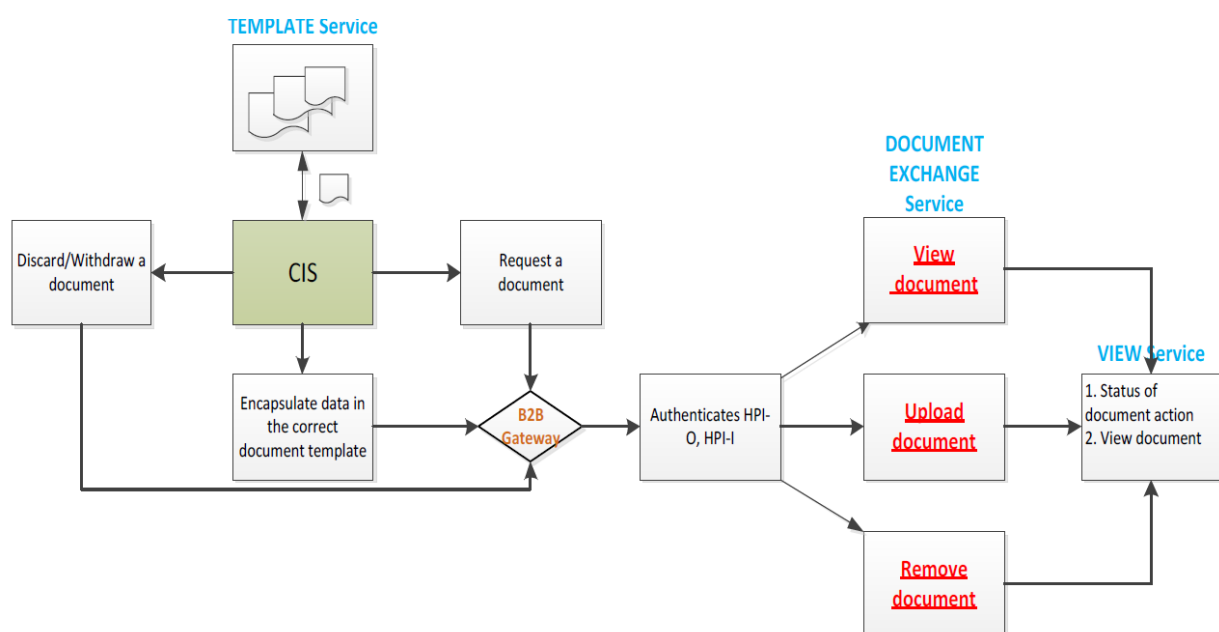 TEMPLATE Service
DOCUMENT
EXCHANGE
Service
Discard/Withdraw a
document
CIS
Request a
document
View
document
VIEW Service
Encapsulate data in
the correct
document template
B2B
Gateway
Authenticates HPI-
O, HPI-I
Upload
document
1. Status of
document action
2. View document
Remove
document